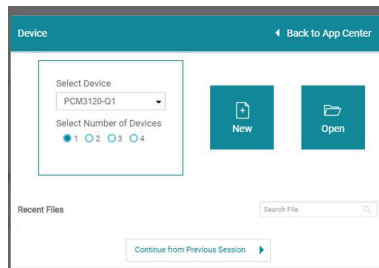 Device
Back to App Center
Select Device
PCM3120-Q1
Select Number of Devices
1 2 3 4
New
Open
Recent Files
Search File
Continue from Previous Session